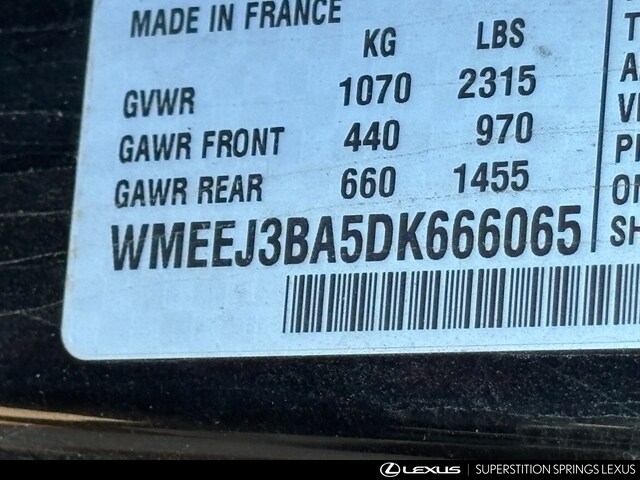 MADE IN FRANCE
KG LBS
GVWR 1070 2315
GAWR FRONT 440 970
GAWR REAR 660 1455
WMEEJ3BA5DK666065
LEXUS | SUPERSTITION SPRINGS LEXUS